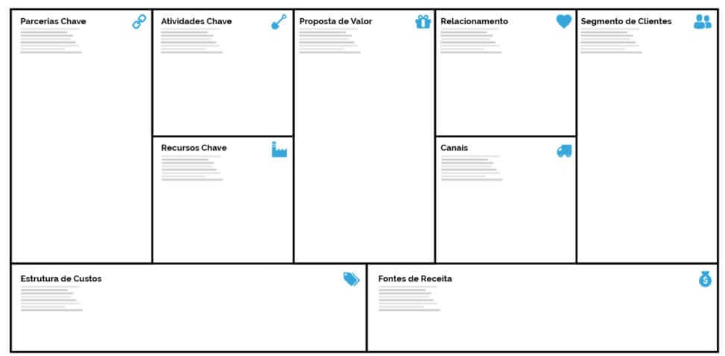 Parcerias Chave
Atividades Chave
Proposta de Valor
Relacionamento
Segmento de Clientes
Recursos Chave
Canais
Estrutura de Custos
Fontes de Receita
$